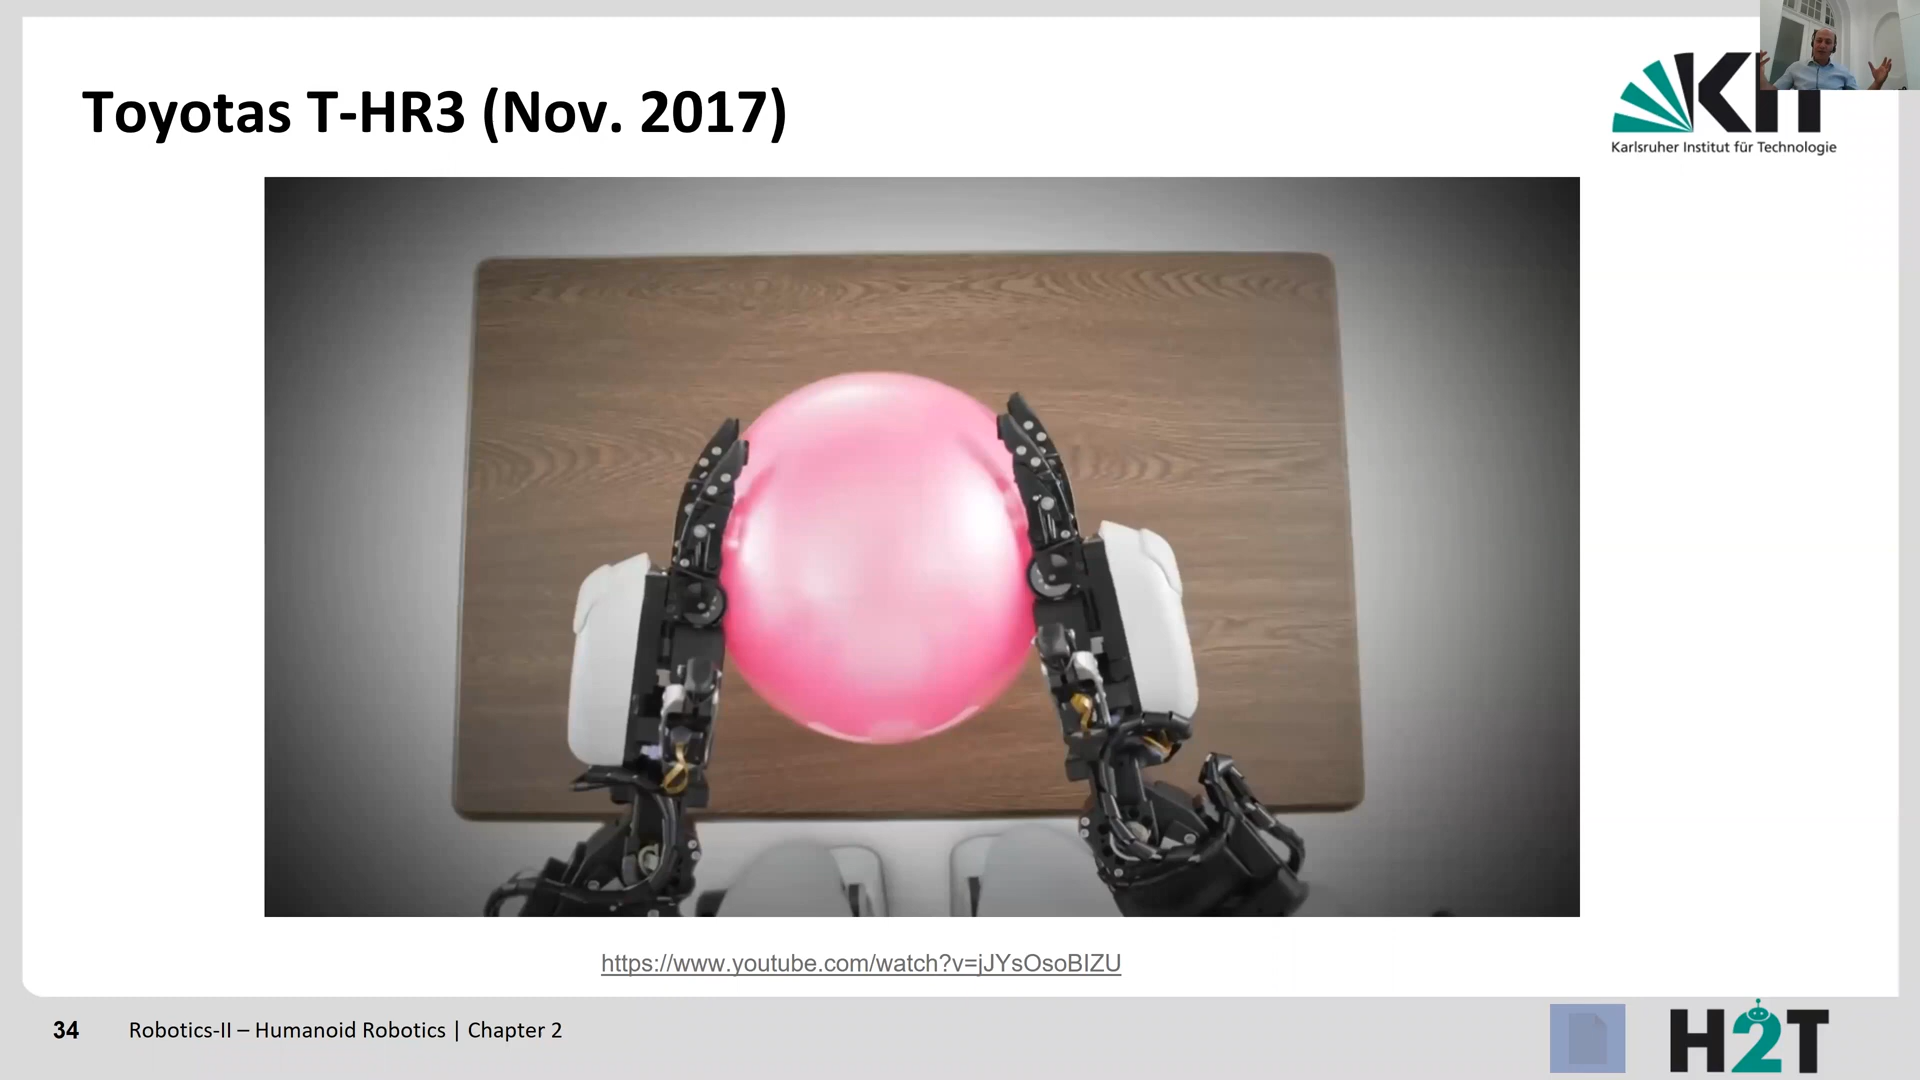 Toyotas T-HR3 (Nov. 2017)
KIT
Karlsruher Institut für Technologie
https://www.youtube.com/watch?v=jJYsOsoBIZU
34
Robotics-II – Humanoid Robotics | Chapter 2
H2T